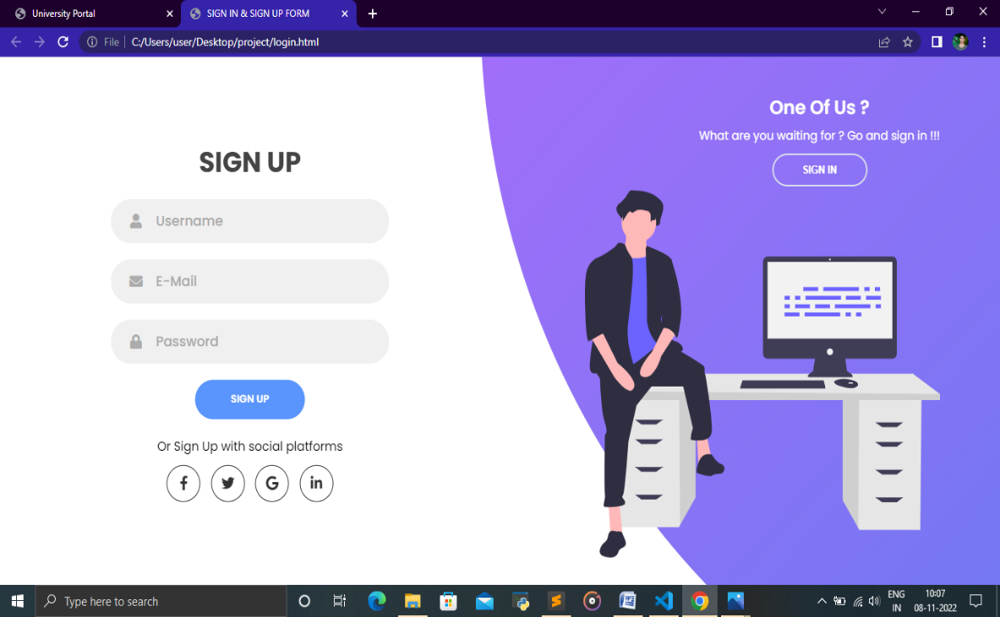 University Portal
SIGN IN & SIGN UP FORM
File
C:/Users/user/Desktop/project/login.html
One Of Us ?
What are you waiting for ? Go and sign in !!!
SIGN IN
SIGN UP
Username
E-Mail
Password
SIGN UP
Or Sign Up with social platforms
Type here to search
ENG
IN
10:07
08-11-2022